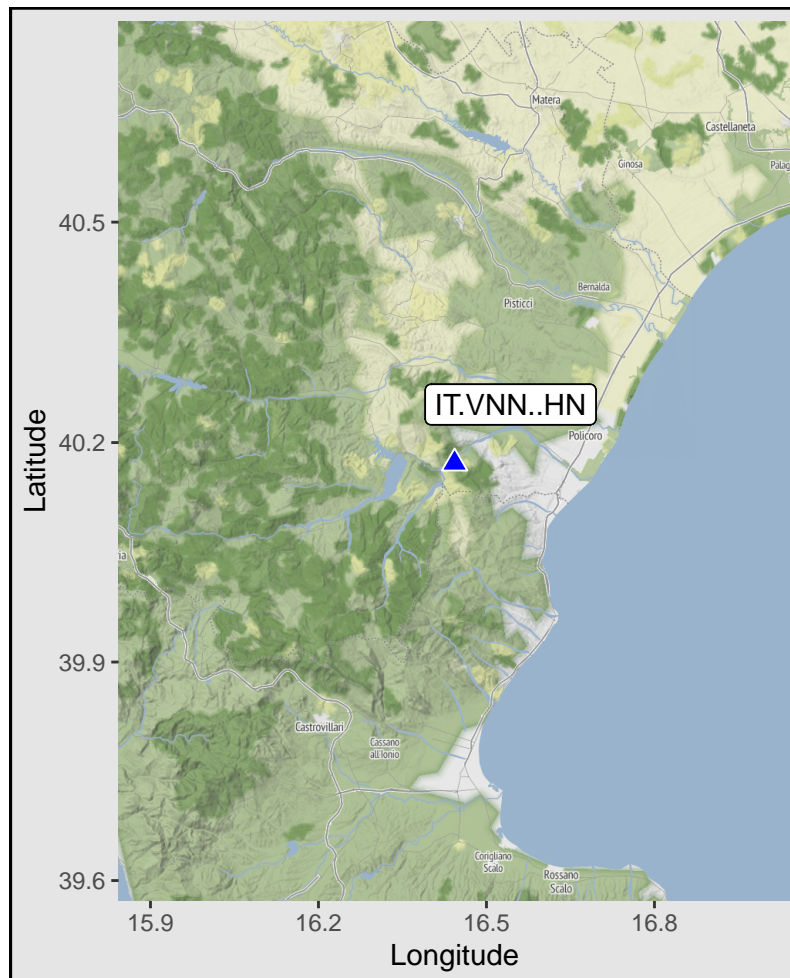 Matera
Castellaneta
Ginosa
Palag
40.5
Bernalda
Pisticci
IT.VNN..HN
Policoro
40.2
Latitude
ia
39.9
Castrovillari
Cassano
all'Ionio
Corigliano
Scalo
Rossano
Scalo
39.6
15.9
16.2
16.5
16.8
Longitude